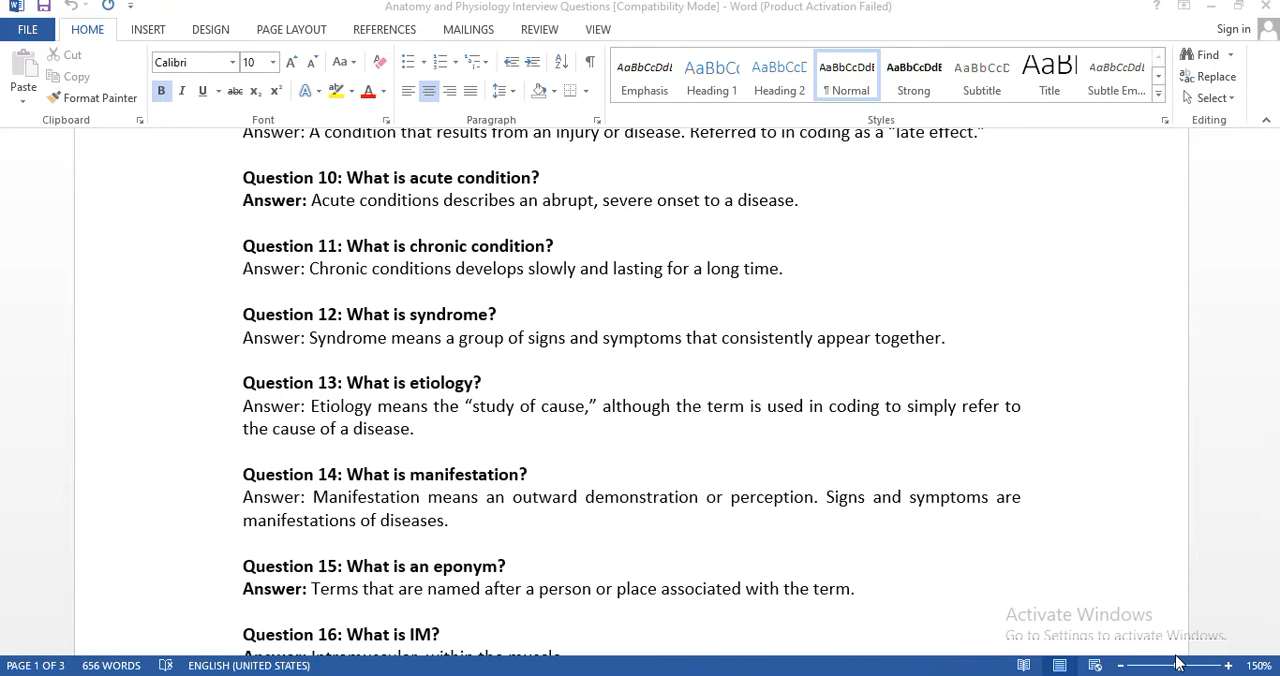 Anatomy and Physiology Interview Questions [Compatibility Mode] - Word (Product Activation Failed)
FILE HOME INSERT DESIGN PAGE LAYOUT REFERENCES MAILINGS REVIEW VIEW Sign in
Paste
Cut
Copy
Format Painter
Clipboard
Calibri 10
Font
Paragraph
AaBbCcDdI AaBbCc AaBbCcD AaBbCcDdE AaBbCcDdE AaBbCcD AaBl AaBbCcDdI
Emphasis Heading 1 Heading 2 ¶ Normal Strong Subtitle Title Subtle Em...
Styles
Find
Replace
Select
Editing
Answer: A condition that results from an injury or disease. Referred to in coding as a “late effect.”
Question 10: What is acute condition?
Answer: Acute conditions describes an abrupt, severe onset to a disease.
Question 11: What is chronic condition?
Answer: Chronic conditions develops slowly and lasting for a long time.
Question 12: What is syndrome?
Answer: Syndrome means a group of signs and symptoms that consistently appear together.
Question 13: What is etiology?
Answer: Etiology means the “study of cause,” although the term is used in coding to simply refer to
the cause of a disease.
Question 14: What is manifestation?
Answer: Manifestation means an outward demonstration or perception. Signs and symptoms are
manifestations of diseases.
Question 15: What is an eponym?
Answer: Terms that are named after a person or place associated with the term.
Question 16: What is IM?
Answer: Intramuscular, within the muscle
Activate Windows
Go to Settings to activate Windows.
PAGE 1 OF 3 656 WORDS ENGLISH (UNITED STATES) 150%